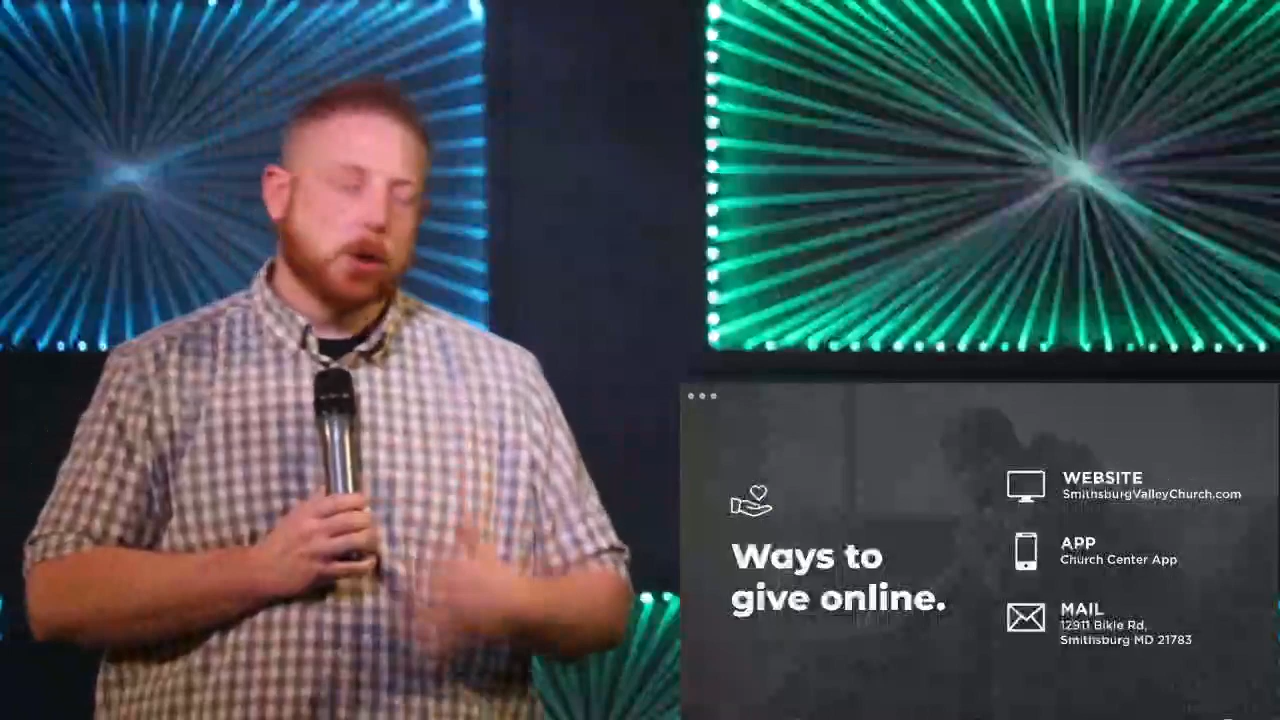 Ways to
give online.
WEBSITE
SmithsburgValleyChurch.com
APP
Church Center App
MAIL
12911 Bikle Rd,
Smithsburg MD 21783